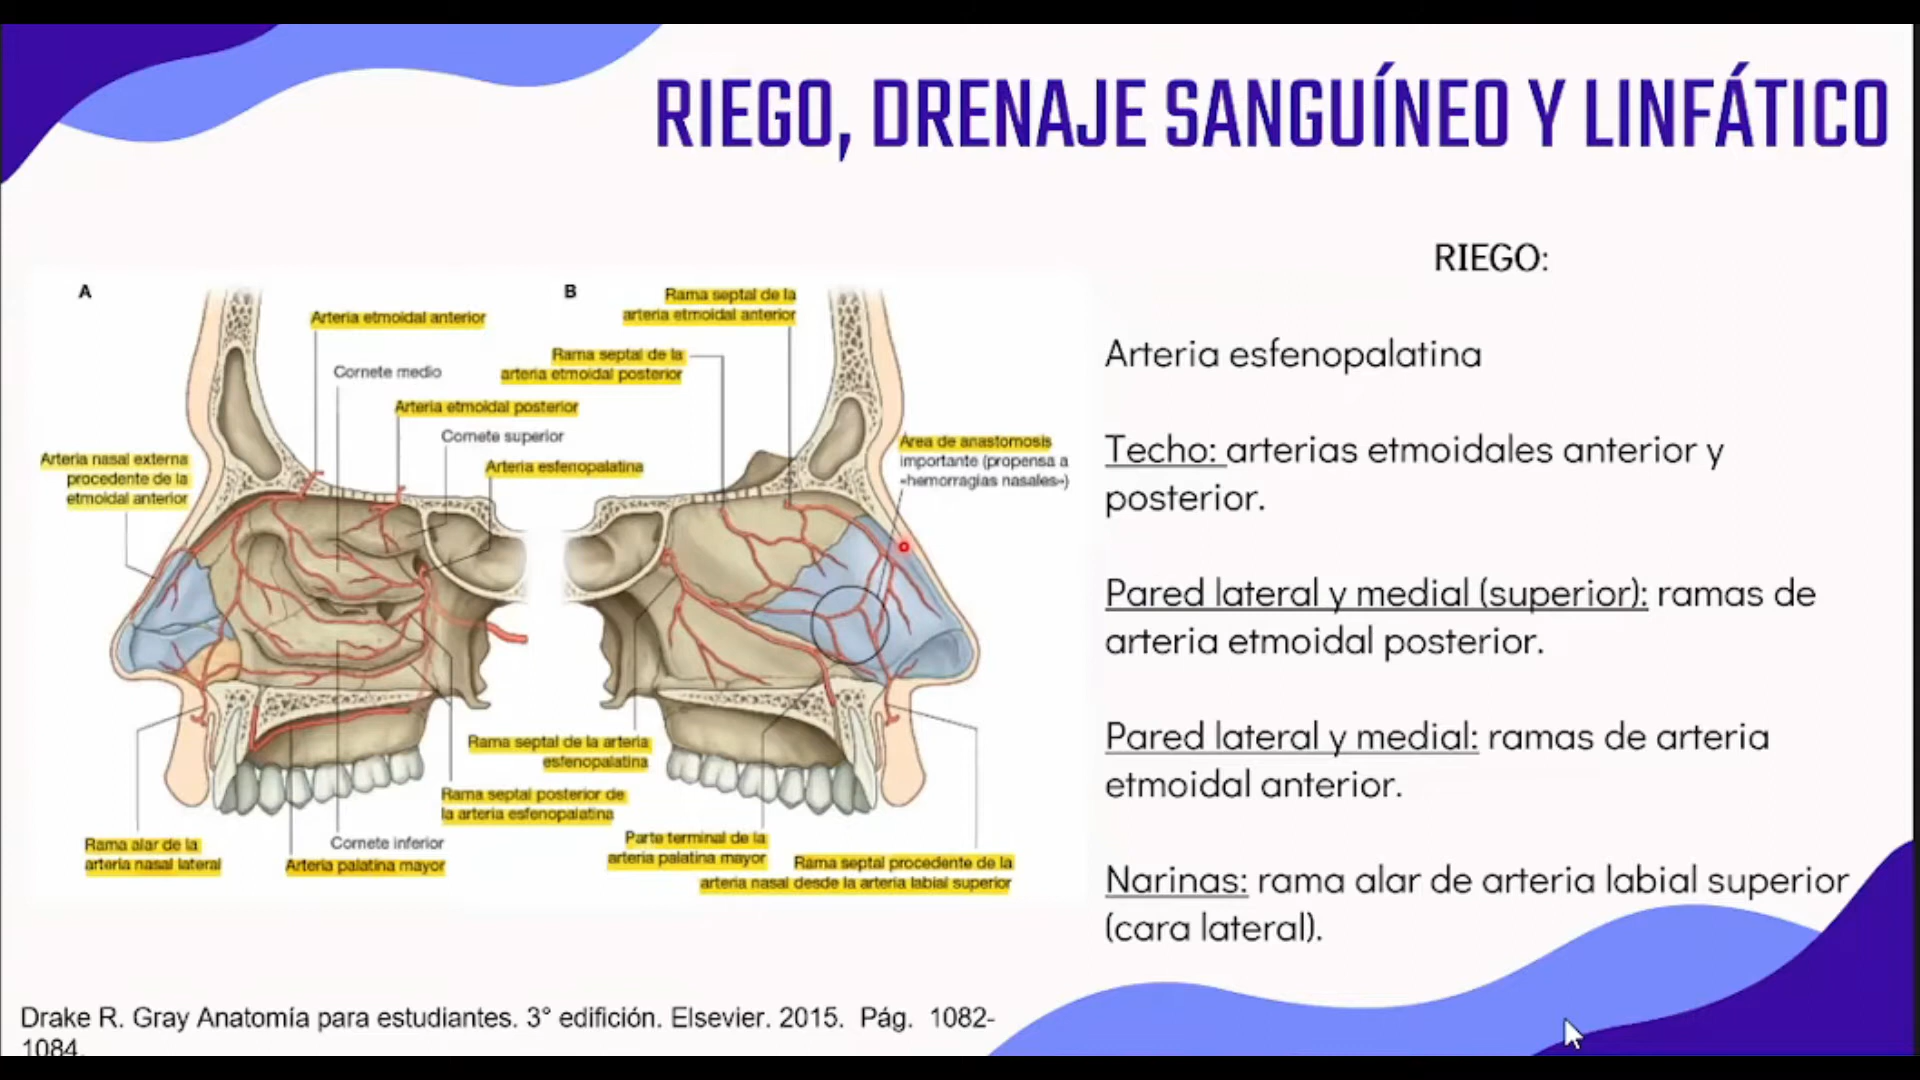 RIEGO, DRENAJE SANGUÍNEO Y LINFÁTICO
A
Arteria etmoidal anterior
Cornete medio
Arteria etmoidal posterior
Cornete superior
Arteria esfenopalatina
Arteria nasal externa
procedente de la
etmoidal anterior
Rama alar de la
arteria nasal lateral
Cornete inferior
Arteria palatina mayor
Rama septal posterior de
la arteria esfenopalatina
B
Rama septal de la
arteria etmoidal anterior
Rama septal de la
arteria etmoidal posterior
Área de anastomosis
importante (propensa a
«hemorragias nasales»)
Rama septal de la arteria
esfenopalatina
Parte terminal de la
arteria palatina mayor
Rama septal procedente de la
arteria nasal desde la arteria labial superior
RIEGO:
Arteria esfenopalatina
Techo: arterias etmoidales anterior y
posterior.
Pared lateral y medial (superior): ramas de
arteria etmoidal posterior.
Pared lateral y medial: ramas de arteria
etmoidal anterior.
Narinas: rama alar de arteria labial superior
(cara lateral).
Drake R. Gray Anatomía para estudiantes. 3° edifición. Elsevier. 2015. Pág. 1082-
1084.